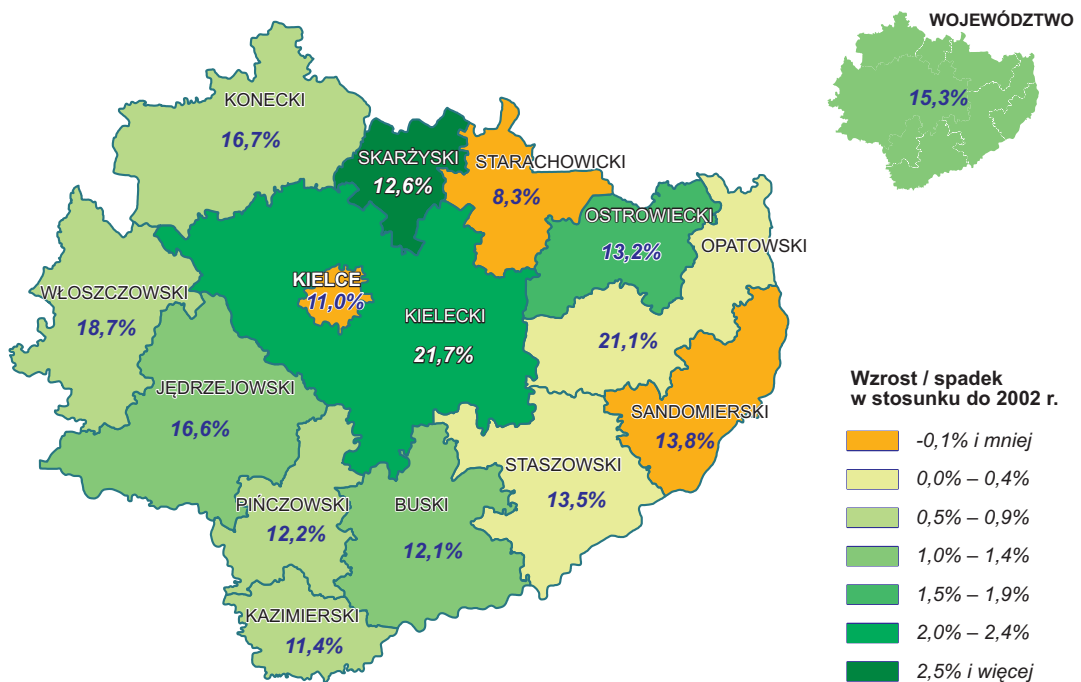 WOJEWÓDZTWO
15,3%
KONECKI
16,7%
SKARŻYSKI
12,6%
STARACHOWICKI
8,3%
OSTROWIECKI
13,2%
OPATOWSKI
21,1%
WŁOSZCZOWSKI
18,7%
KIELCE
11,0%
KIELECKI
21,7%
JĘDRZEJOWSKI
16,6%
SANDOMIERSKI
13,8%
STASZOWSKI
13,5%
PIŃCZOWSKI
12,2%
BUSKI
12,1%
KAZIMIERSKI
11,4%
Wzrost / spadek
w stosunku do 2002 r.
-0,1% i mniej
0,0% – 0,4%
0,5% – 0,9%
1,0% – 1,4%
1,5% – 1,9%
2,0% – 2,4%
2,5% i więcej